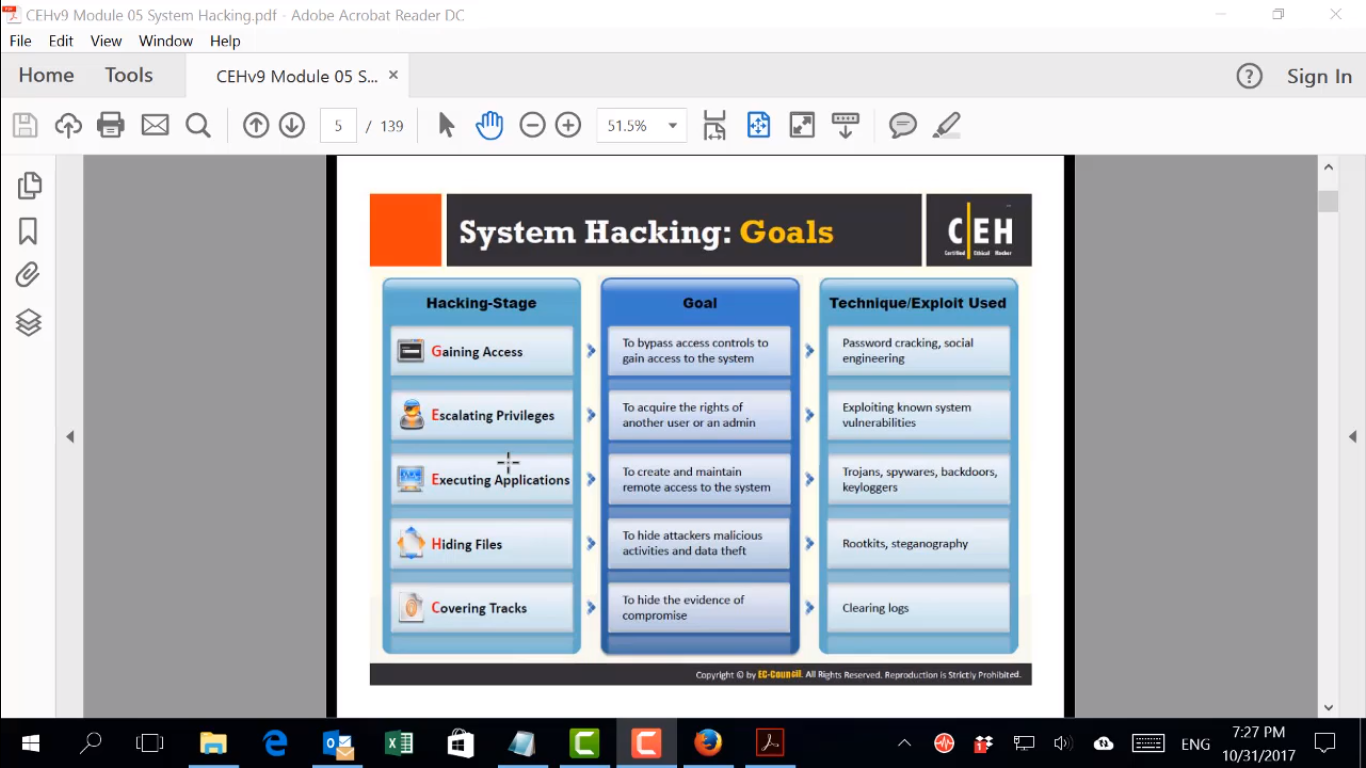 CEHv9 Module 05 System Hacking.pdf - Adobe Acrobat Reader DC
File Edit View Window Help
Home Tools CEHv9 Module 05 S... × Sign In
5 / 139 51.5%
System Hacking: Goals
C|EH
Certified Ethical Hacker
Hacking-Stage Goal Technique/Exploit Used
Gaining Access
To bypass access controls to
gain access to the system
Password cracking, social
engineering
Escalating Privileges
To acquire the rights of
another user or an admin
Exploiting known system
vulnerabilities
Executing Applications
To create and maintain
remote access to the system
Trojans, spywares, backdoors,
keyloggers
Hiding Files
To hide attackers malicious
activities and data theft
Rootkits, steganography
Covering Tracks
To hide the evidence of
compromise
Clearing logs
Copyright © by EC-Council. All Rights Reserved. Reproduction is Strictly Prohibited.
ENG
7:27 PM
10/31/2017